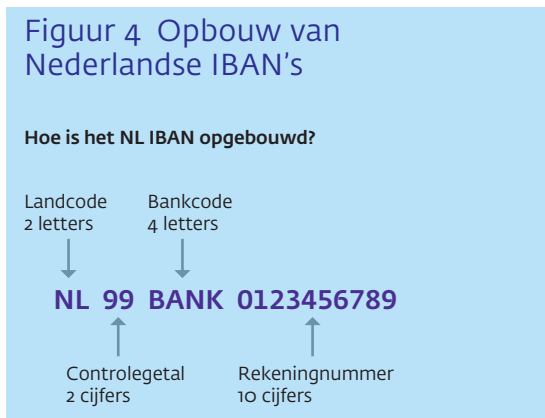 Figuur 4 Opbouw van
Nederlandse IBAN's
Hoe is het NL IBAN opgebouwd?
Landcode
2 letters
Bankcode
4 letters
NL 99 BANK 0123456789
Controlegetal
2 cijfers
Rekeningnummer
10 cijfers